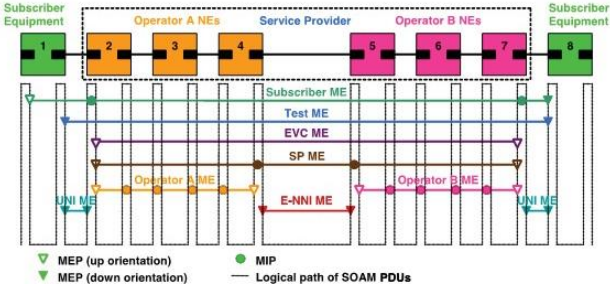 Subscriber Equipment
Operator A NEs
Service Provider
Operator B NEs
Subscriber Equipment
1
2
3
4
5
6
7
8
Subscriber ME
Test ME
EVC ME
SP ME
Operator A ME
Operator B ME
UNI ME
E-NNI ME
UNI ME
MEP (up orientation)
MIP
MEP (down orientation)
Logical path of SOAM PDUs